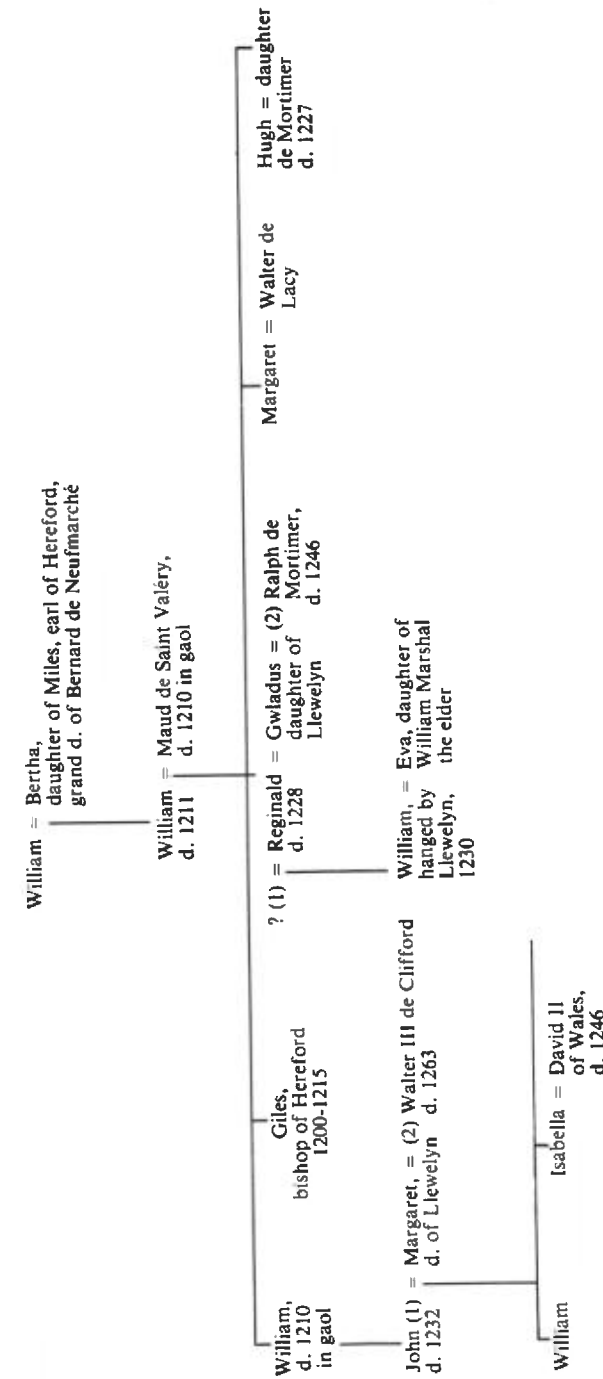 William = Bertha,
daughter of Miles, earl of Hereford,
grand d. of Bernard de Neufmarché
William = Maud de Saint Valéry,
d. 1211
d. 1210 in gaol
William,
d. 1210
in gaol
Giles,
bishop of Hereford
1200-1215
? (1) = Reginald = Gwladus = (2) Ralph de
d. 1228
daughter of
Llewelyn
Mortimer,
d. 1246
Margaret = Walter de
Lacy
Hugh = daughter
de Mortimer
d. 1227
John (1) = Margaret, = (2) Walter III de Clifford
d. 1232
d. of Llewelyn
d. 1263
William, = Eva, daughter of
hanged by
Llewelyn,
1230
William Marshal
the elder
William
Isabella = David II
of Wales,
d. 1246